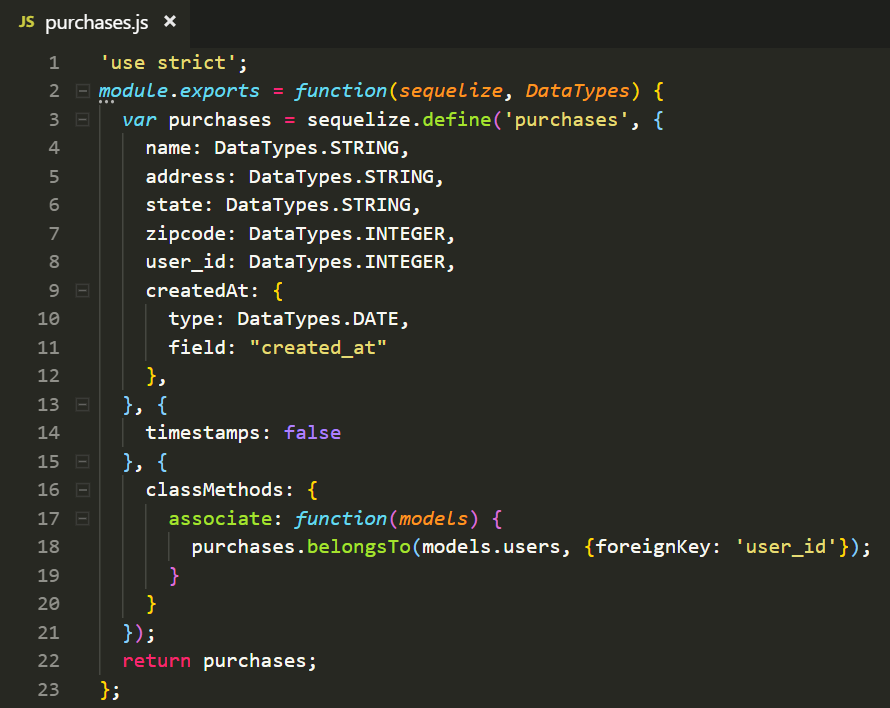 JS purchases.js ×
1 'use strict';
2 module.exports = function(sequelize, DataTypes) {
3   var purchases = sequelize.define('purchases', {
4     name: DataTypes.STRING,
5     address: DataTypes.STRING,
6     state: DataTypes.STRING,
7     zipcode: DataTypes.INTEGER,
8     user_id: DataTypes.INTEGER,
9     createdAt: {
10       type: DataTypes.DATE,
11       field: "created_at"
12     },
13   }, {
14     timestamps: false
15   }, {
16     classMethods: {
17       associate: function(models) {
18         purchases.belongsTo(models.users, {foreignKey: 'user_id'});
19       }
20     }
21   });
22   return purchases;
23 };